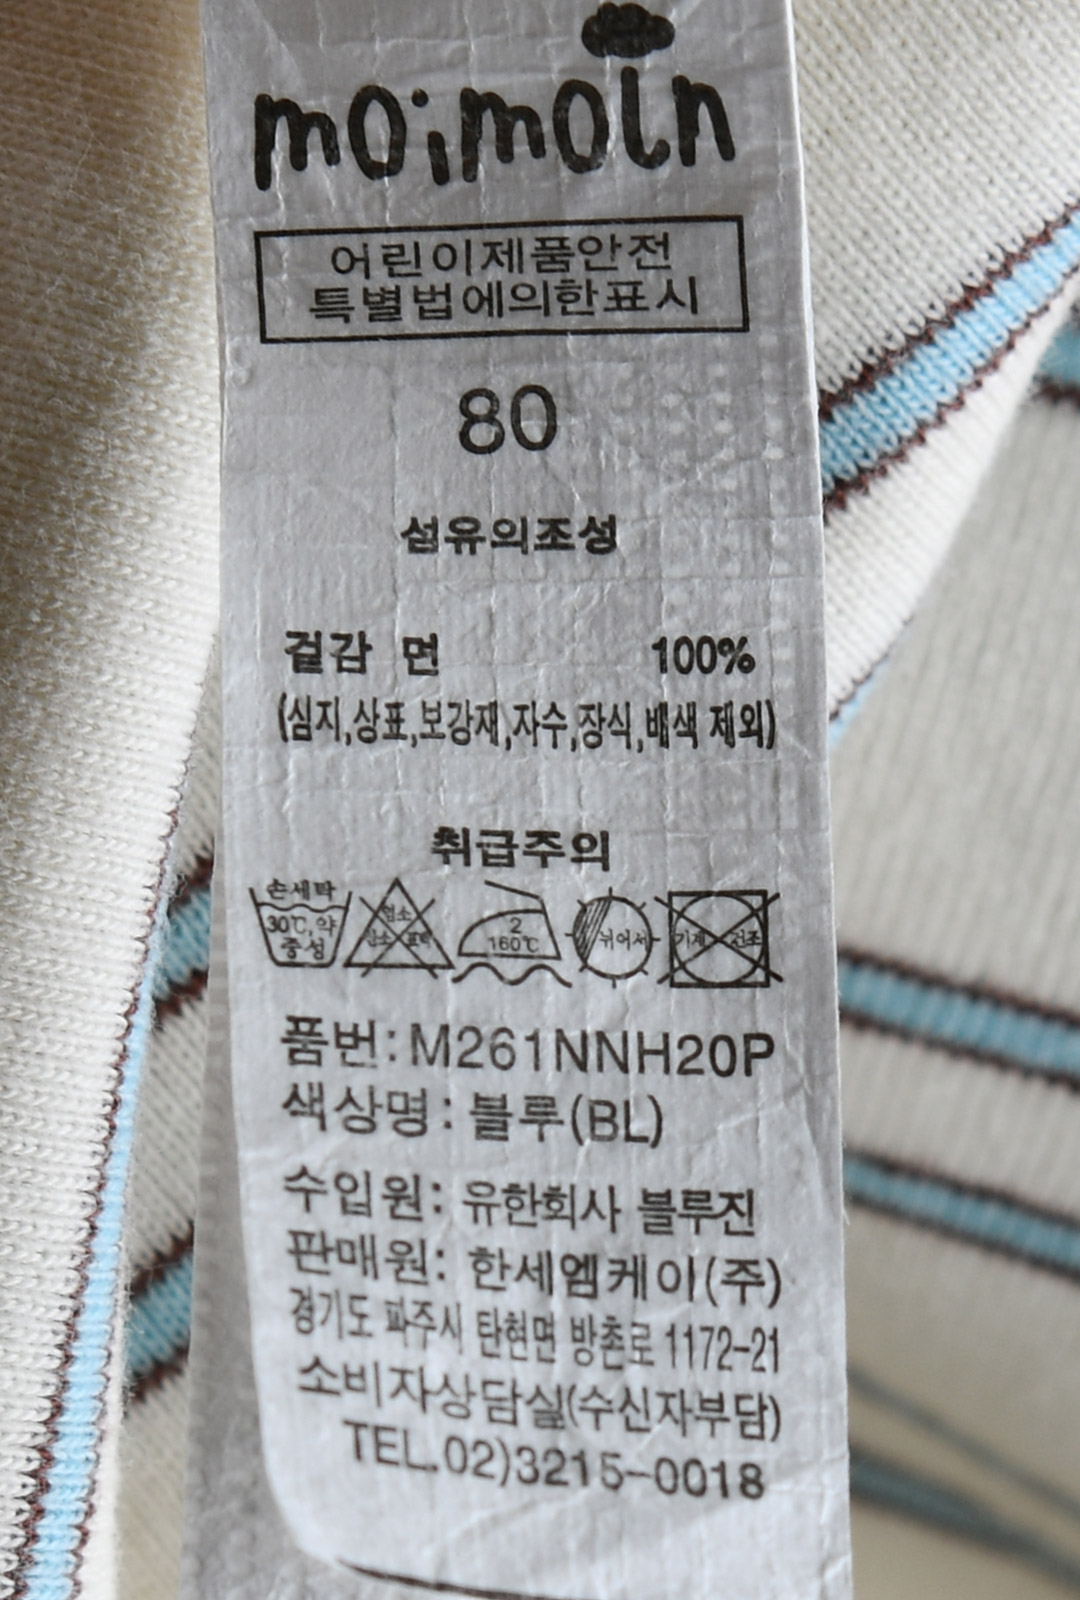 moimoln
어린이제품안전
특별법에의한표시
80
섬유의조성
겉감 면 100%
(심지,상표,보강재,자수,장식,배색 제외)
취급주의
손세탁
30℃,약
중성
염소
산소 표백
2
160℃
뉘어서
기계 건조
품번:M261NNH20P
색상명:블루(BL)
수입원: 유한회사 블루진
판매원: 한세엠케이(주)
경기도 파주시 탄현면 방촌로 1172-21
소비자상담실(수신자부담)
TEL.02)3215-0018